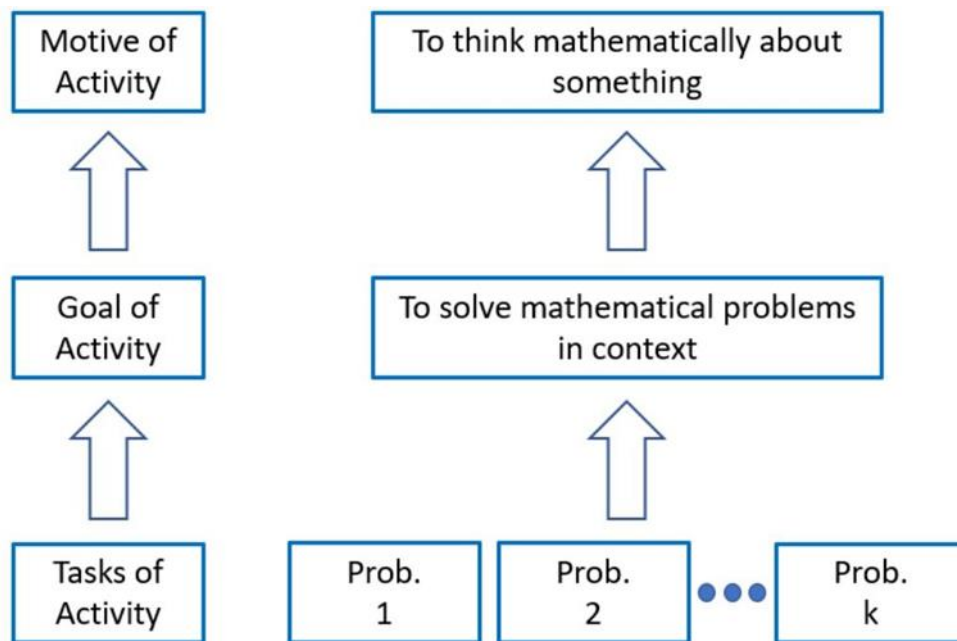 Motive of
Activity
To think mathematically about
something
Goal of
Activity
To solve mathematical problems
in context
Tasks of
Activity
Prob.
1
Prob.
2
Prob.
k